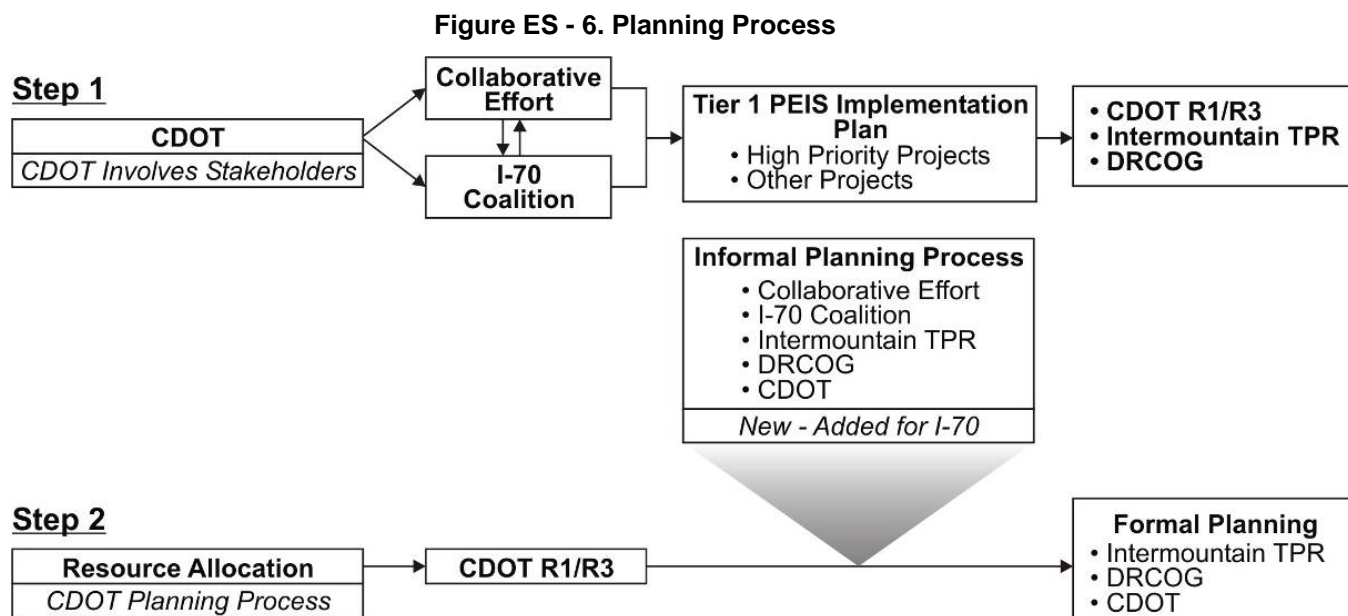 Figure ES - 6. Planning Process
Step 1
CDOT
CDOT Involves Stakeholders
Collaborative
Effort
I-70
Coalition
Tier 1 PEIS Implementation
Plan
• High Priority Projects
• Other Projects
• CDOT R1/R3
• Intermountain TPR
• DRCOG
Informal Planning Process
• Collaborative Effort
• I-70 Coalition
• Intermountain TPR
• DRCOG
• CDOT
New - Added for I-70
Step 2
Resource Allocation
CDOT Planning Process
CDOT R1/R3
Formal Planning
• Intermountain TPR
• DRCOG
• CDOT